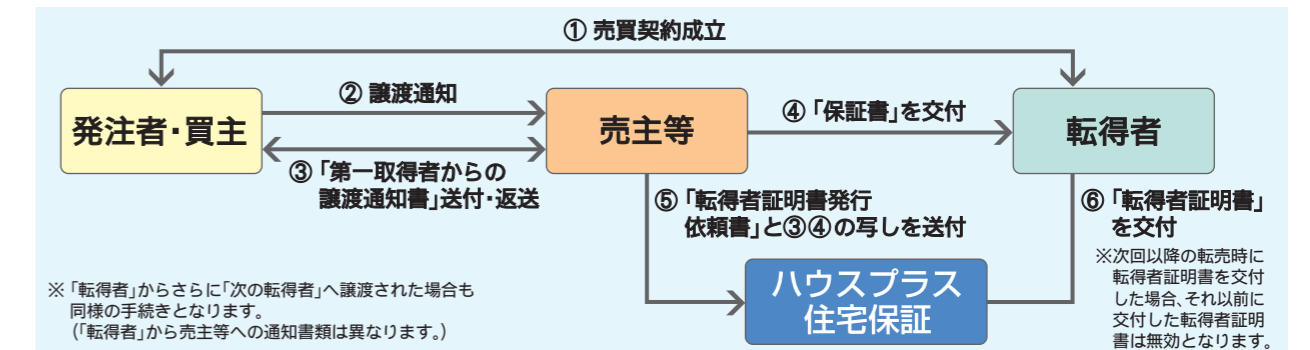 ① 売買契約成立
発注者・買主
② 譲渡通知
③「第一取得者からの
譲渡通知書」送付・返送
売主等
④「保証書」を交付
転得者
⑤「転得者証明書発行
依頼書」と③④の写しを送付
ハウスプラス
住宅保証
⑥「転得者証明書」
を交付
※次回以降の転売時に
転得者証明書を交付
した場合、それ以前に
交付した転得者証明
書は無効となります。
※「転得者」からさらに「次の転得者」へ譲渡された場合も
同様の手続きとなります。
(「転得者」から売主等への通知書類は異なります。)